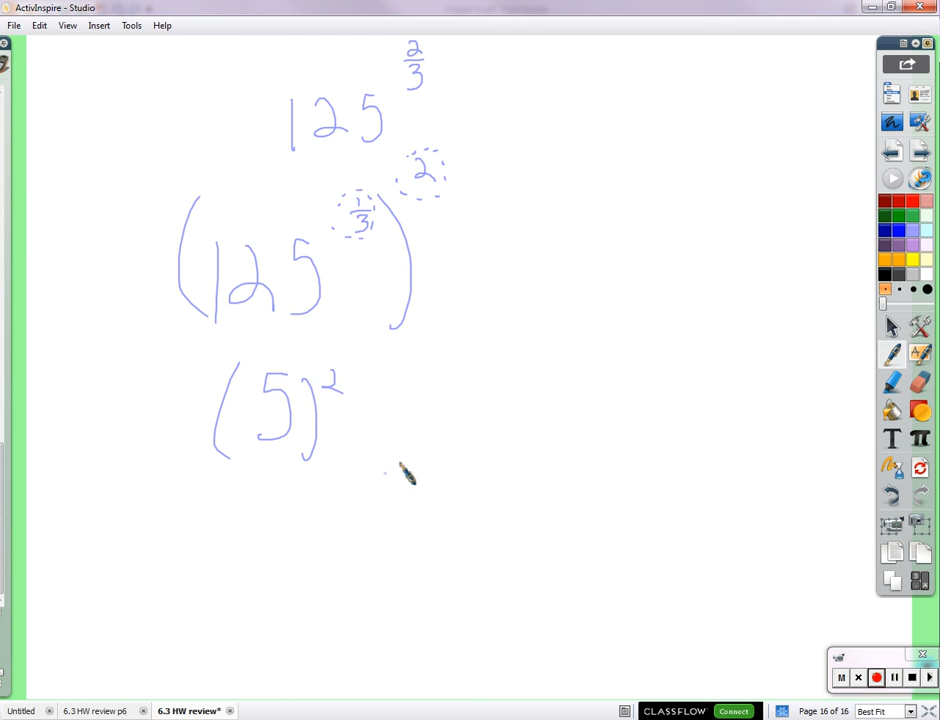 ActivInspire - Studio
File Edit View Insert Tools Help
125^(2/3)
(125^(1/3))^2
(5)^2
M
Untitled 6.3 HW review p6 6.3 HW review* CLASSFLOW Connect Page 16 of 16 Best Fit